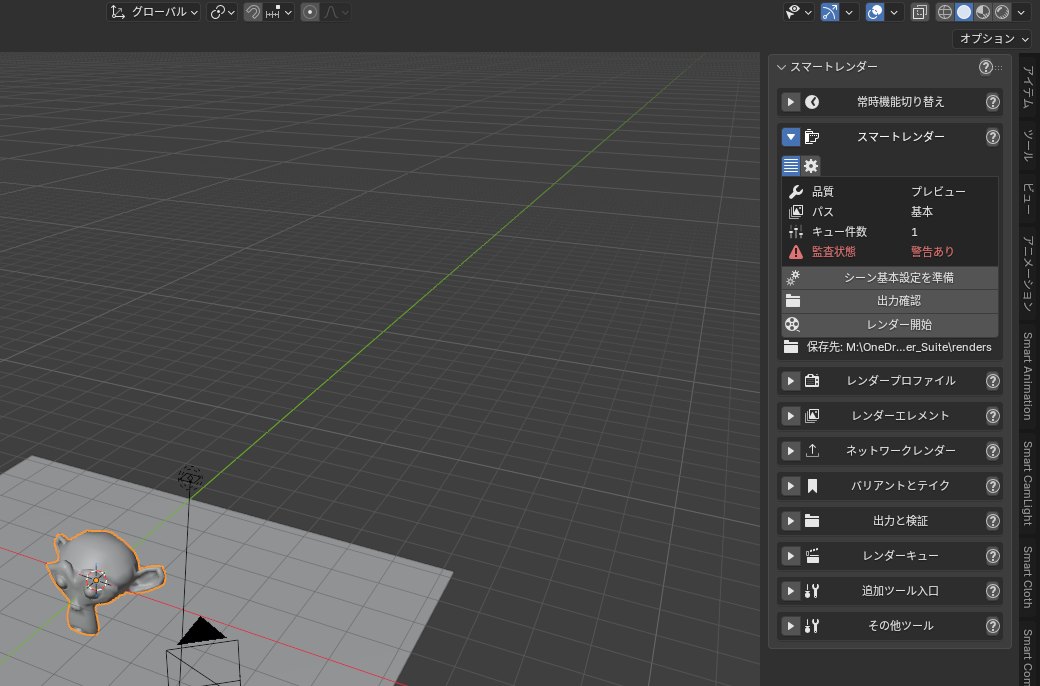 グローバル
オプション
スマートレンダー
常時機能切り替え
スマートレンダー
品質 プレビュー
パス 基本
キュー件数 1
監査状態 警告あり
シーン基本設定を準備
出力確認
レンダー開始
保存先: M:\OneDr...er_Suite\renders
レンダープロファイル
レンダーエレメント
ネットワークレンダー
バリアントとテイク
出力と検証
レンダーキュー
追加ツール入口
その他ツール
アイテム
ツール
ビュー
アニメーション
Smart Animation
Smart CamLight
Smart Cloth
Smart Com